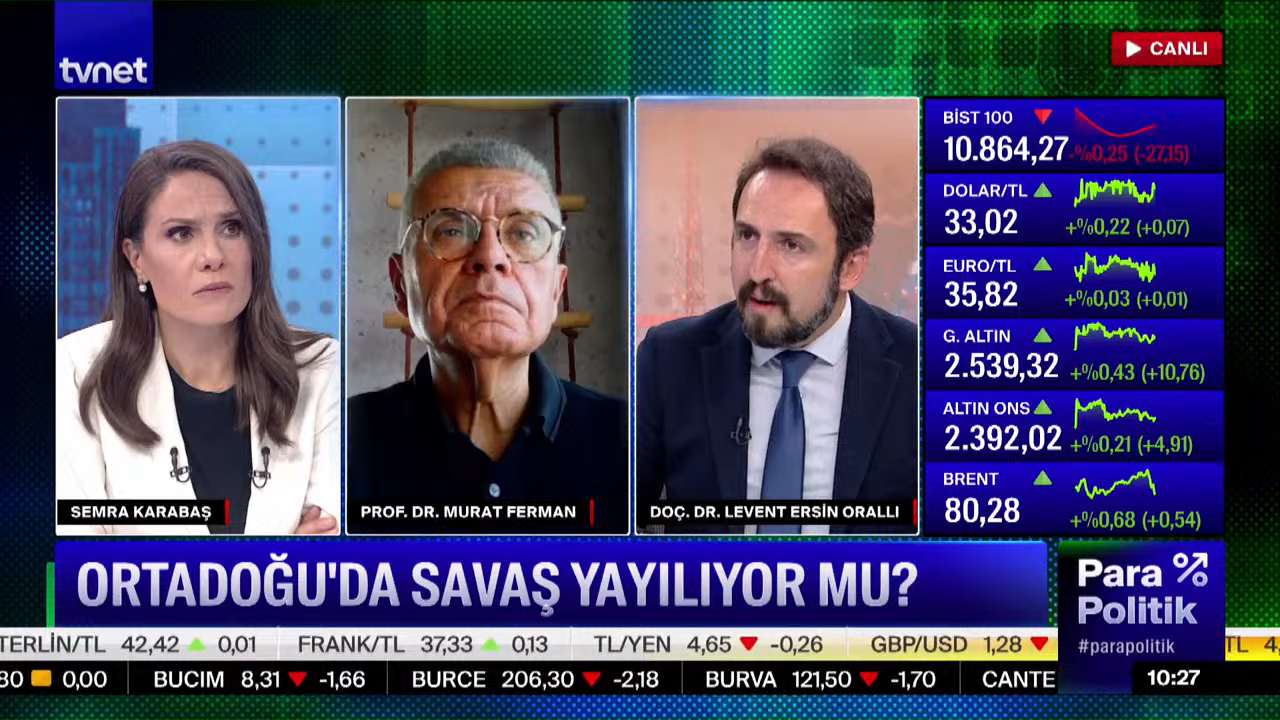 tvnet
CANLI
BİST 100
10.864,27 -%0,25 (-27,15)
DOLAR/TL
33,02 +%0,22 (+0,07)
EURO/TL
35,82 +%0,03 (+0,01)
G. ALTIN
2.539,32 +%0,43 (+10,76)
ALTIN ONS
2.392,02 +%0,21 (+4,91)
BRENT
80,28 +%0,68 (+0,54)
SEMRA KARABAŞ
PROF. DR. MURAT FERMAN
DOÇ. DR. LEVENT ERSİN ORALLI
ORTADOĞU'DA SAVAŞ YAYILIYOR MU?
Para %
Politik
#parapolitik
TERLİN/TL 42,42 0,01 FRANK/TL 37,33 0,13 TL/YEN 4,65 -0,26 GBP/USD 1,28 TL 4,
80 0,00 BUCIM 8,31 -1,66 BURCE 206,30 -2,18 BURVA 121,50 -1,70 CANTE
10:27